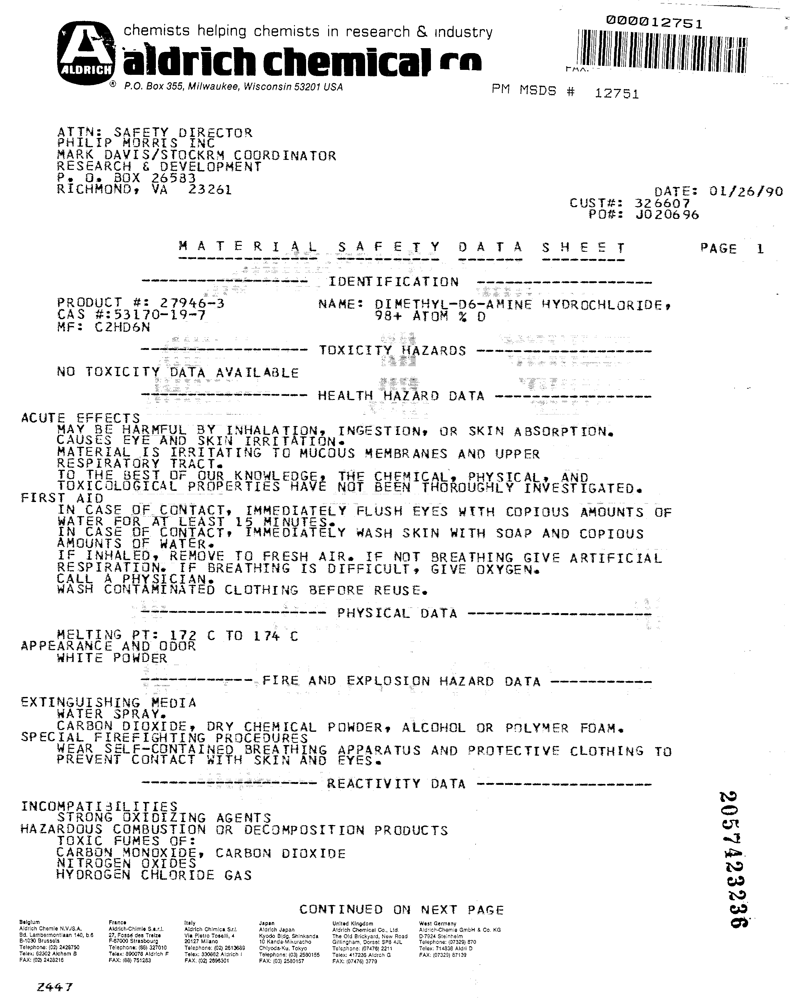 chemists helping chemists in research & industry
aldrich chemical co
ALDRICH
®
P.O. Box 355, Milwaukee, Wisconsin 53201 USA
000012751
PM MSDS # 12751
ATTN: SAFETY DIRECTOR
PHILIP MORRIS INC
MARK DAVIS/STOCKRM COORDINATOR
RESEARCH & DEVELOPMENT
P. O. BOX 26583
RICHMOND, VA 23261
DATE: 01/26/90
CUST#: 326607
PO#: J020696
MATERIAL SAFETY DATA SHEET PAGE 1
IDENTIFICATION
PRODUCT #: 27946-3 NAME: DIMETHYL-D6-AMINE HYDROCHLORIDE,
CAS #:53170-19-7 98+ ATOM % D
MF: C2HD6N
TOXICITY HAZARDS
NO TOXICITY DATA AVAILABLE
HEALTH HAZARD DATA
ACUTE EFFECTS
MAY BE HARMFUL BY INHALATION, INGESTION, OR SKIN ABSORPTION.
CAUSES EYE AND SKIN IRRITATION.
MATERIAL IS IRRITATING TO MUCOUS MEMBRANES AND UPPER
RESPIRATORY TRACT.
TO THE BEST OF OUR KNOWLEDGE, THE CHEMICAL, PHYSICAL, AND
TOXICOLOGICAL PROPERTIES HAVE NOT BEEN THOROUGHLY INVESTIGATED.
FIRST AID
IN CASE OF CONTACT, IMMEDIATELY FLUSH EYES WITH COPIOUS AMOUNTS OF
WATER FOR AT LEAST 15 MINUTES.
IN CASE OF CONTACT, IMMEDIATELY WASH SKIN WITH SOAP AND COPIOUS
AMOUNTS OF WATER.
IF INHALED, REMOVE TO FRESH AIR. IF NOT BREATHING GIVE ARTIFICIAL
RESPIRATION. IF BREATHING IS DIFFICULT, GIVE OXYGEN.
CALL A PHYSICIAN.
WASH CONTAMINATED CLOTHING BEFORE REUSE.
PHYSICAL DATA
MELTING PT: 172 C TO 174 C
APPEARANCE AND ODOR
WHITE POWDER
FIRE AND EXPLOSION HAZARD DATA
EXTINGUISHING MEDIA
WATER SPRAY.
CARBON DIOXIDE, DRY CHEMICAL POWDER, ALCOHOL OR POLYMER FOAM.
SPECIAL FIREFIGHTING PROCEDURES
WEAR SELF-CONTAINED BREATHING APPARATUS AND PROTECTIVE CLOTHING TO
PREVENT CONTACT WITH SKIN AND EYES.
REACTIVITY DATA
INCOMPATIBILITIES
STRONG OXIDIZING AGENTS
HAZARDOUS COMBUSTION OR DECOMPOSITION PRODUCTS
TOXIC FUMES OF:
CARBON MONOXIDE, CARBON DIOXIDE
NITROGEN OXIDES
HYDROGEN CHLORIDE GAS
2057423236
CONTINUED ON NEXT PAGE
Belgium
Aldrich Chemie N.V./S.A.
Bd. Lambermontlaan 140, b.6
B-1030 Brussels
Telephone: (02) 2428750
Telex: 62302 Alchem B
FAX: (02) 2428216
France
Aldrich-Chimie S.a.r.l.
27, Fosse des Treize
F-67000 Strasbourg
Telephone: (88) 327010
Telex: 890076 Aldrich F
FAX: (88) 751283
Italy
Aldrich Chimica S.r.l.
Via Pietro Toselli, 4
20127 Milano
Telephone: (02)
Telex: 330662 Aldrich I
FAX: (02) 2896301
Japan
Aldrich Japan
Kyodo Bldg. Shinkanda
10 Kanda-Mikuracho
Chiyoda-Ku, Tokyo
Telephone: (03) 2580155
FAX: (03) 2580157
United Kingdom
Aldrich Chemical Co., Ltd.
The Old Brickyard, New Road
Gillingham, Dorset SP8 4JL
Telephone: (07476) 2211
Telex: 417238 Aldrch G
FAX: (07476) 3779
West Germany
Aldrich-Chemie GmbH & Co. KG
D-7924 Steinheim
Telephone: (07329) 870
Telex: 714838 Aldri D
FAX: (07329) 87139
2447